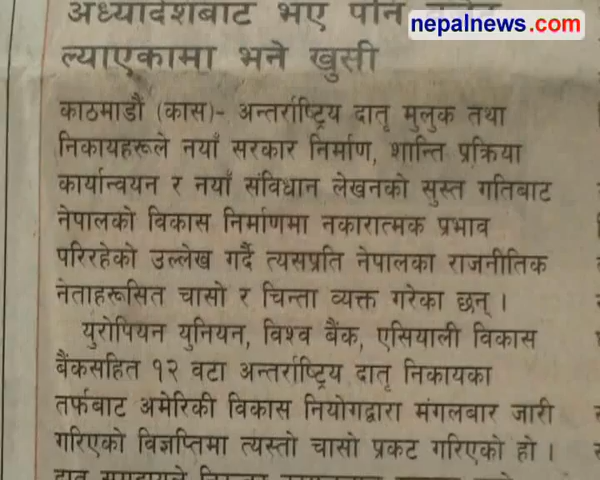 अध्यादेशबाट भए पनि
nepalnews.com
ल्याएकामा भने खुसी
काठमाडौं (कास)- अन्तर्राष्ट्रिय दातृ मुलुक तथा
निकायहरूले नयाँ सरकार निर्माण, शान्ति प्रक्रिया
कार्यान्वयन र नयाँ संविधान लेखनको सुस्त गतिबाट
नेपालको विकास निर्माणमा नकारात्मक प्रभाव
परिरहेको उल्लेख गर्दै त्यसप्रति नेपालका राजनीतिक
नेताहरूसित चासो र चिन्ता व्यक्त गरेका छन् ।
युरोपियन युनियन, विश्व बैंक, एसियाली विकास
बैंकसहित १२ वटा अन्तर्राष्ट्रिय दातृ निकायका
तर्फबाट अमेरिकी विकास नियोगद्वारा मंगलबार जारी
गरिएको विज्ञप्तिमा त्यस्तो चासो प्रकट गरिएको हो ।